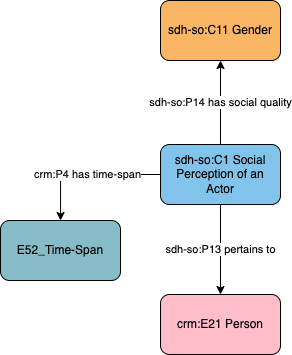 sdh-so:C11 Gender
sdh-so:P14 has social quality
sdh-so:C1 Social
Perception of an
Actor
crm:P4 has time-span
E52_Time-Span
sdh-so:P13 pertains to
crm:E21 Person